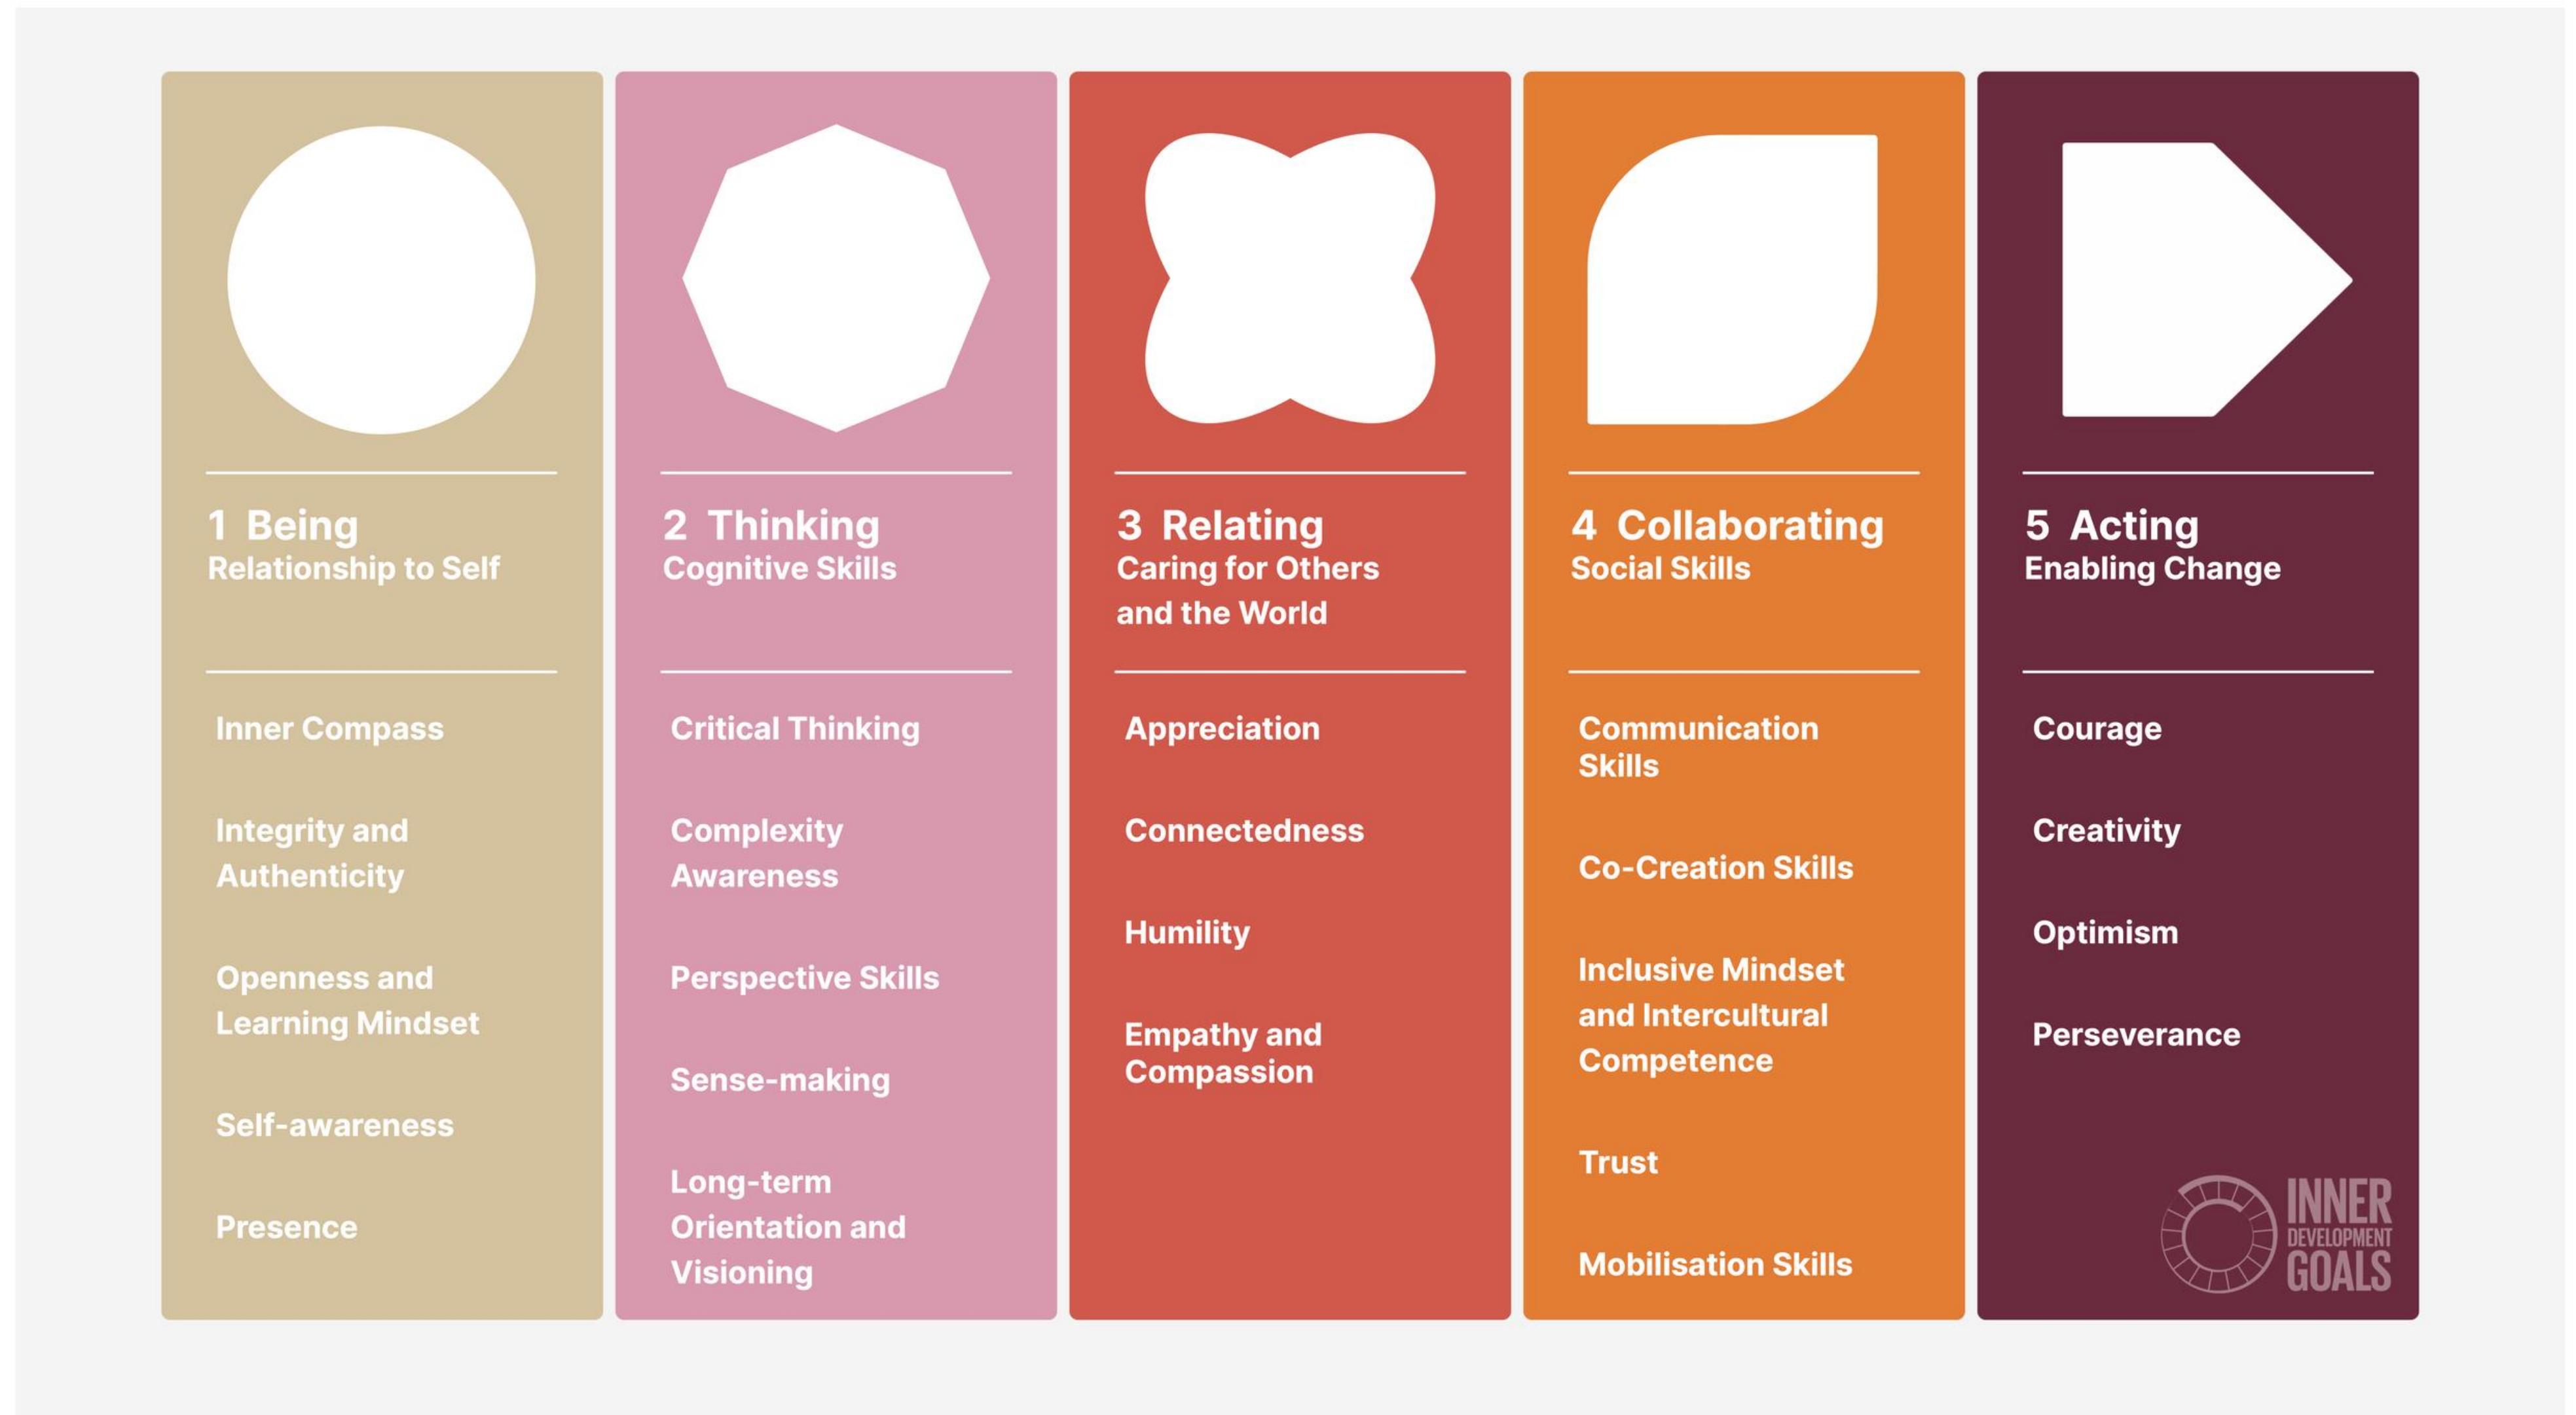 1 Being
Relationship to Self
Inner Compass
Integrity and
Authenticity
Openness and
Learning Mindset
Self-awareness
Presence
2 Thinking
Cognitive Skills
Critical Thinking
Complexity
Awareness
Perspective Skills
Sense-making
Long-term
Orientation and
Visioning
3 Relating
Caring for Others
and the World
Appreciation
Connectedness
Humility
Empathy and
Compassion
4 Collaborating
Social Skills
Communication
Skills
Co-Creation Skills
Inclusive Mindset
and Intercultural
Competence
Trust
Mobilisation Skills
5 Acting
Enabling Change
Courage
Creativity
Optimism
Perseverance
INNER
DEVELOPMENT
GOALS